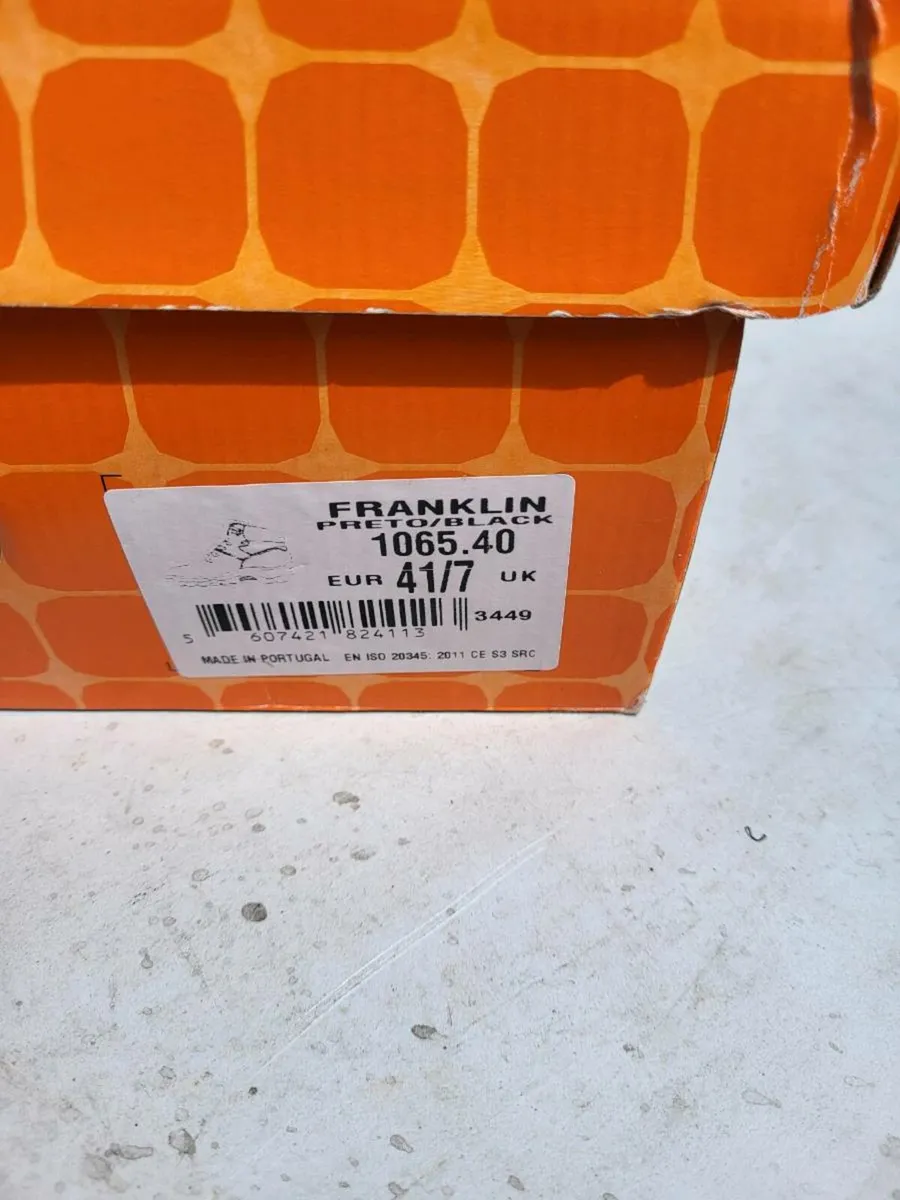 FRANKLIN
PRETO/BLACK
1065.40
EUR 41/7 UK
3449
5 607421 824113
MADE IN PORTUGAL EN ISO 20345: 2011 CE S3 SRC